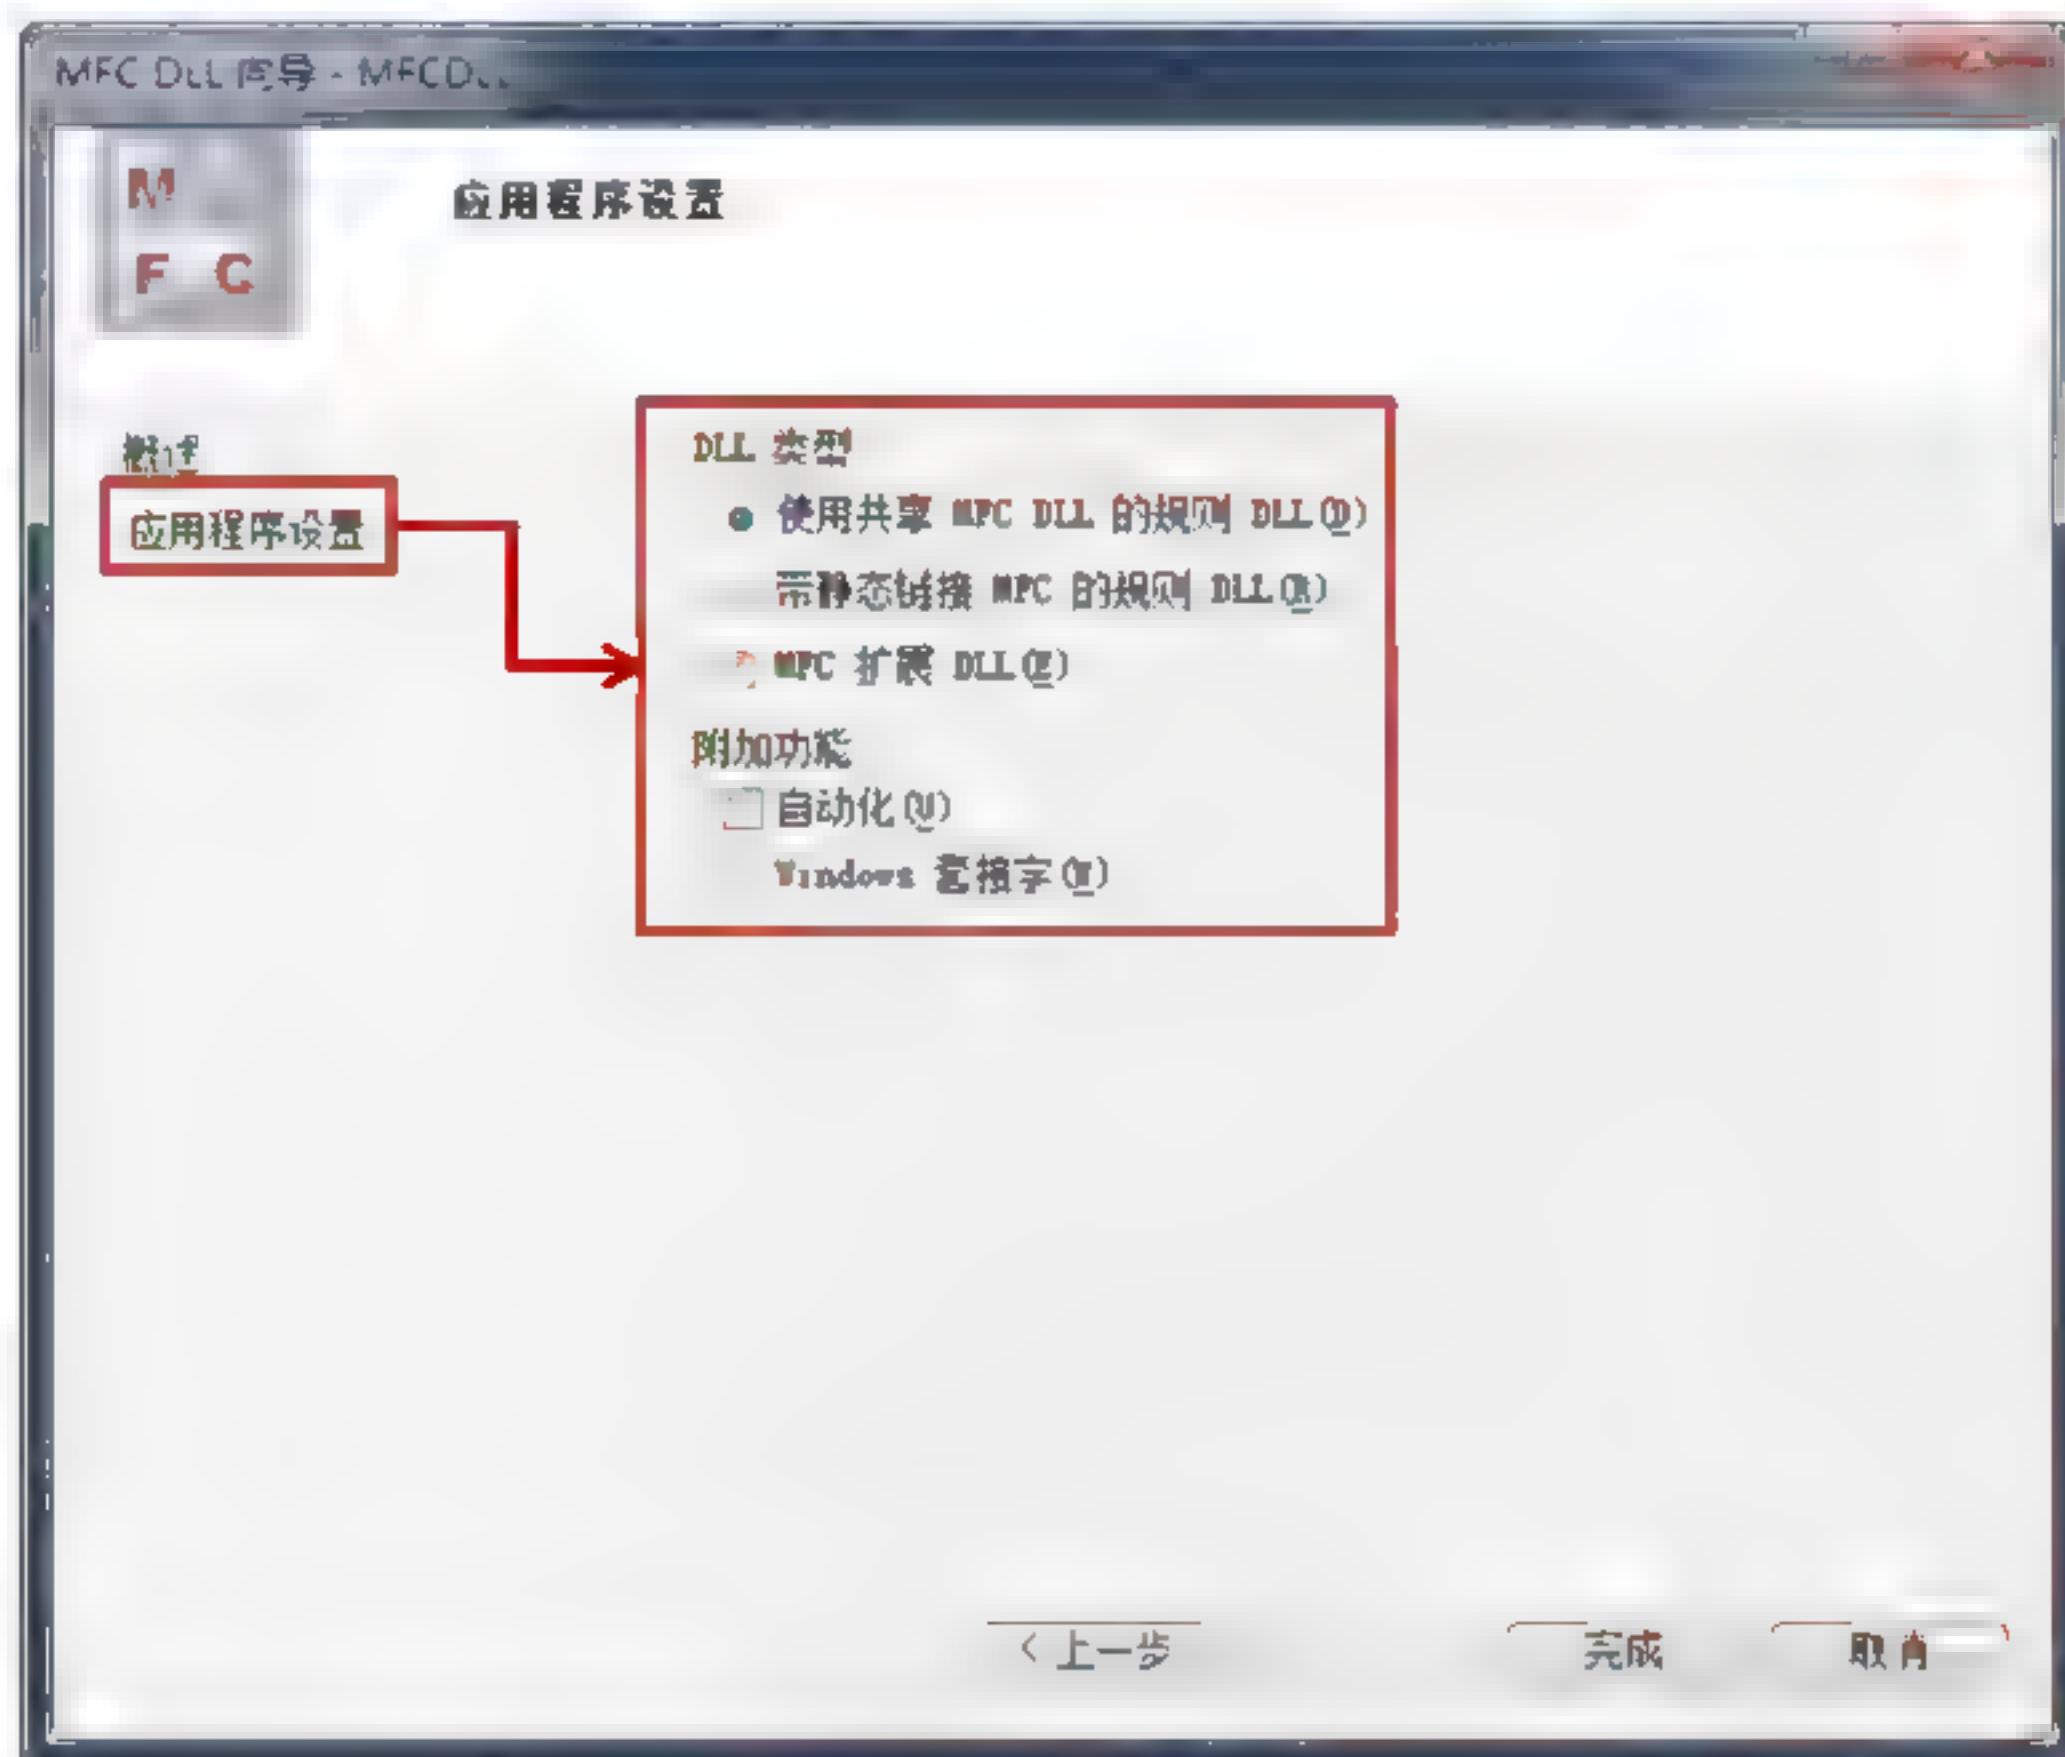 MFC DLL 向导 -
M
F C
应用程序设置
概述
应用程序设置
DLL 类型
使用共享 MFC DLL 的规则 DLL(D)
带静态链接 MFC 的规则 DLL(R)
MFC 扩展 DLL(E)
附加功能
自动化(U)
Windows 套接字(W)
< 上一步
完成
取消